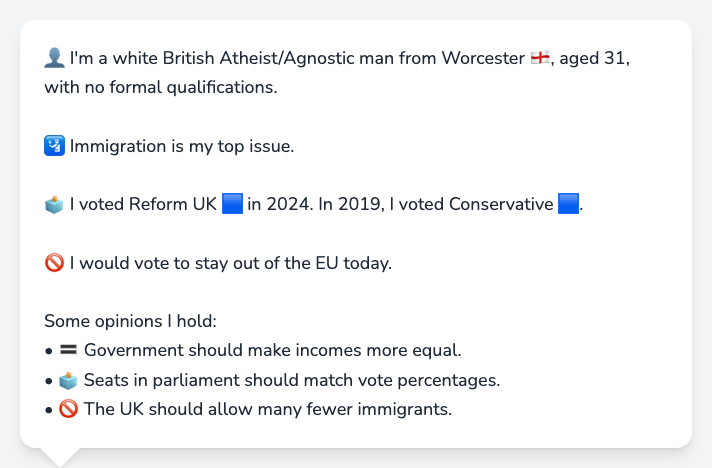 👤 I'm a white British Atheist/Agnostic man from Worcester 🏴󠁧󠁢󠁥󠁮󠁧󠁿, aged 31,
with no formal qualifications.
🛂 Immigration is my top issue.
🗳️ I voted Reform UK 🟦 in 2024. In 2019, I voted Conservative 🟦.
🚫 I would vote to stay out of the EU today.
Some opinions I hold:
• 🟰 Government should make incomes more equal.
• 🗳️ Seats in parliament should match vote percentages.
• 🚫 The UK should allow many fewer immigrants.